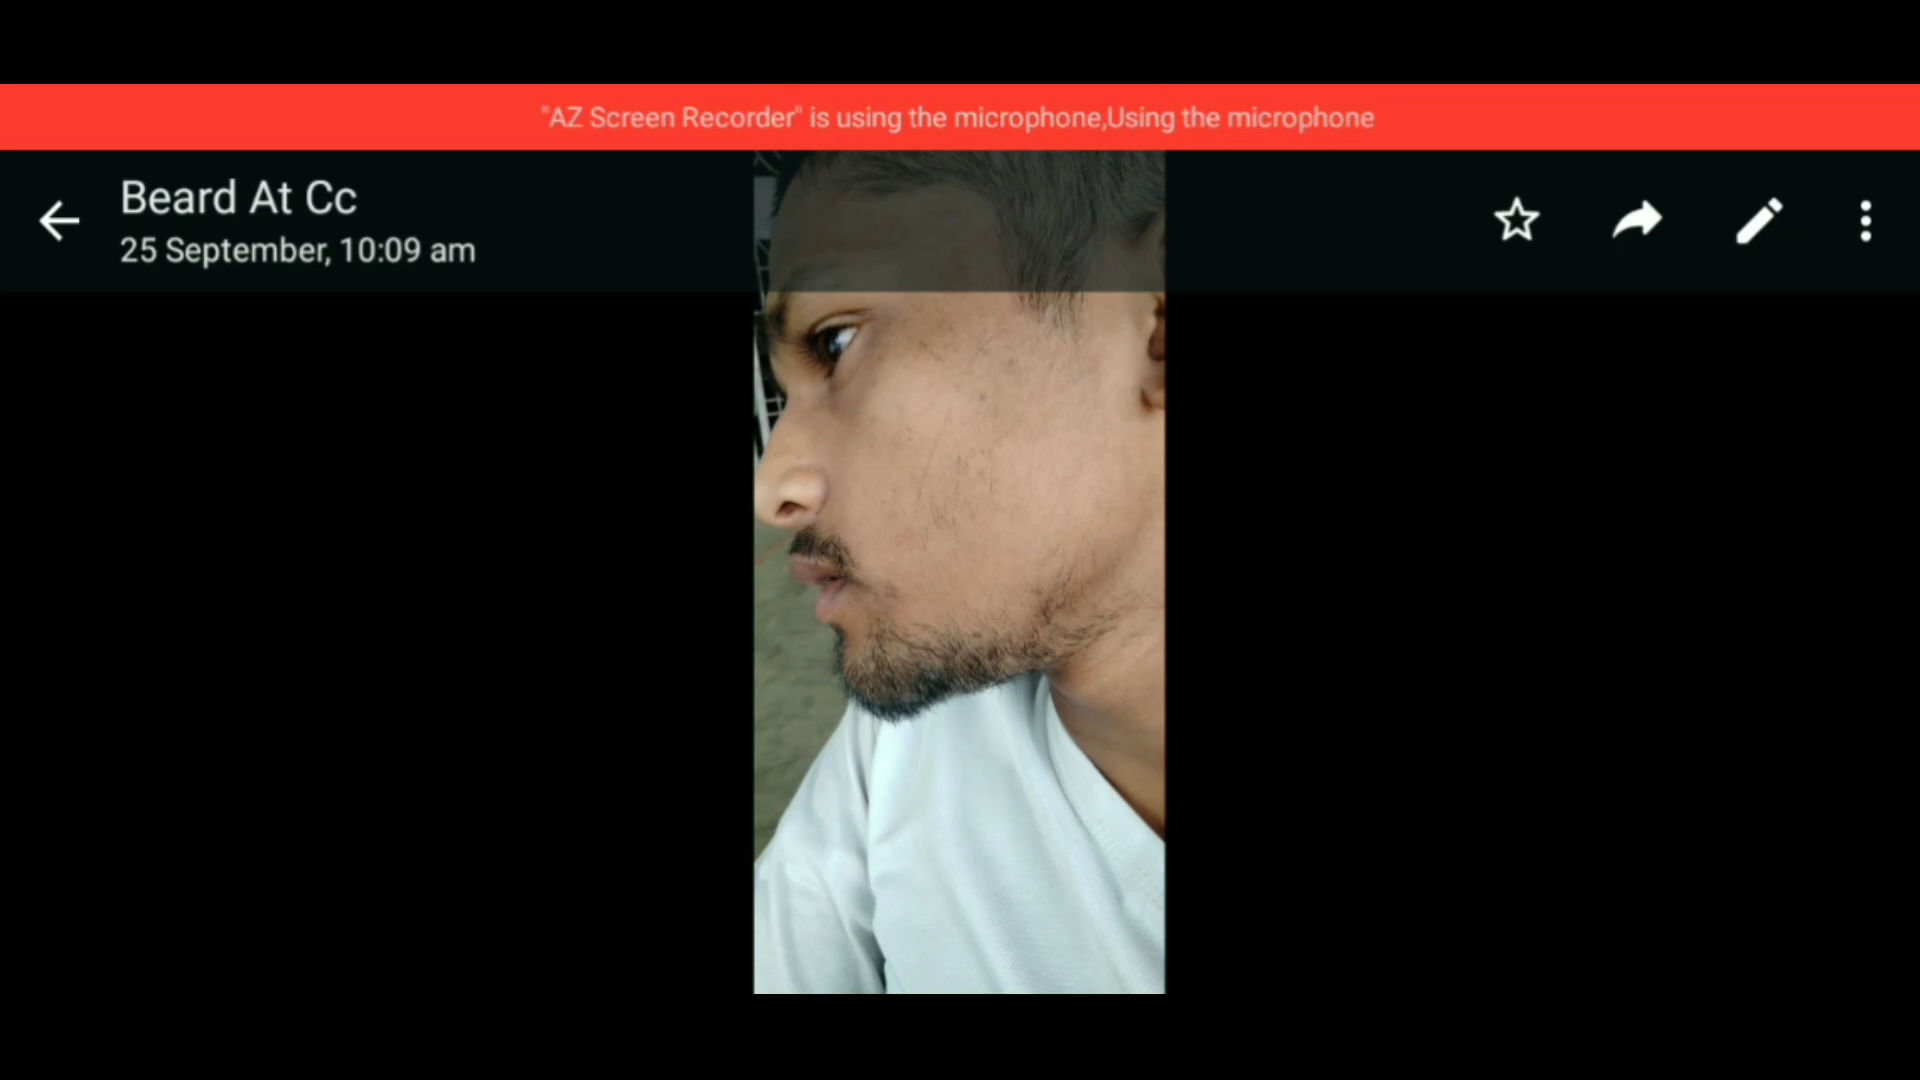 "AZ Screen Recorder" is using the microphone,Using the microphone
Beard At Cc
25 September, 10:09 am